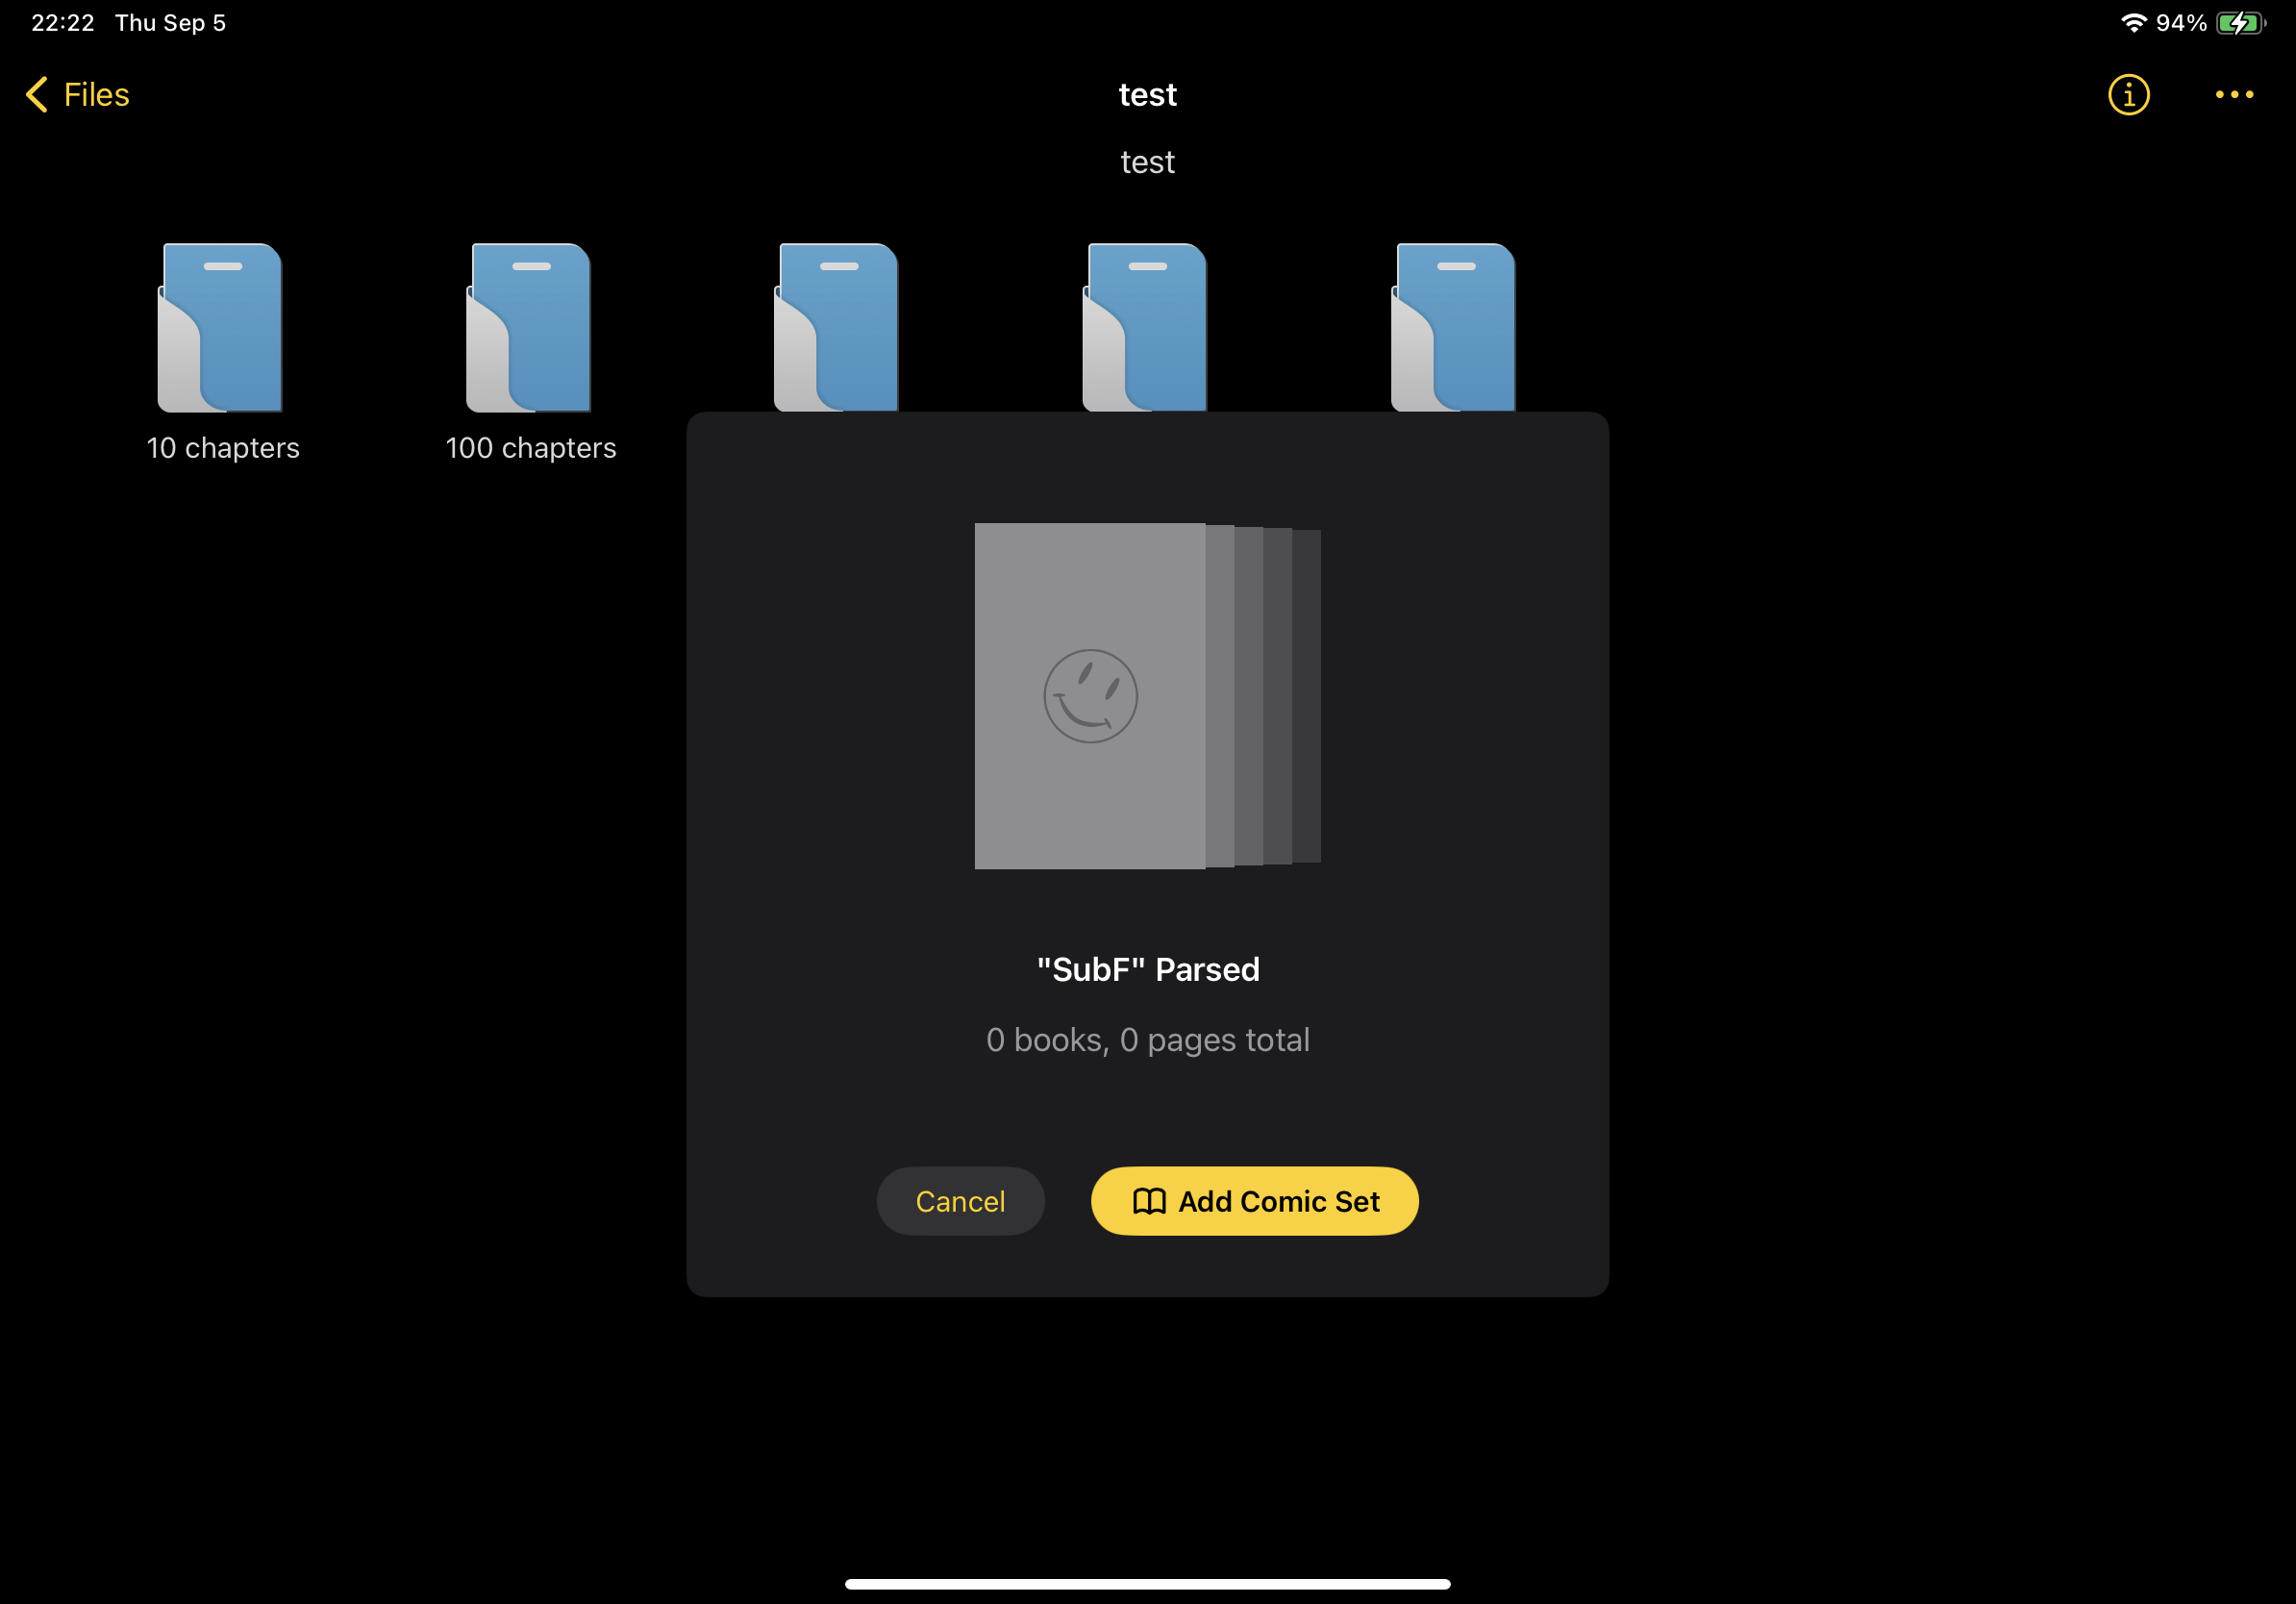 22:22 Thu Sep 5
94%
Files
test
test
10 chapters
100 chapters
"SubF" Parsed
0 books, 0 pages total
Cancel
Add Comic Set